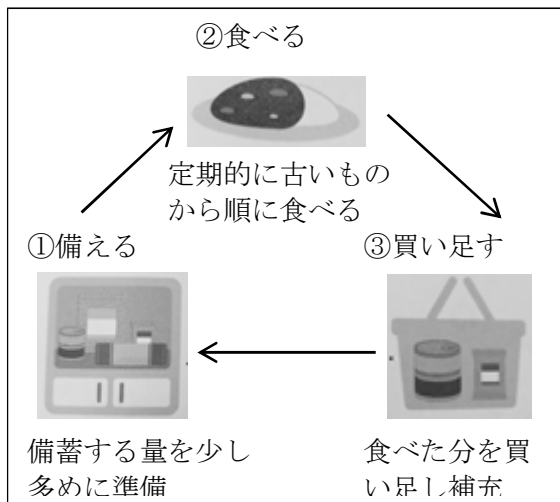 ②食べる
定期的に古いもの
から順に食べる
①備える
③買い足す
備蓄する量を少し
多めに準備
食べた分を買
い足し補充